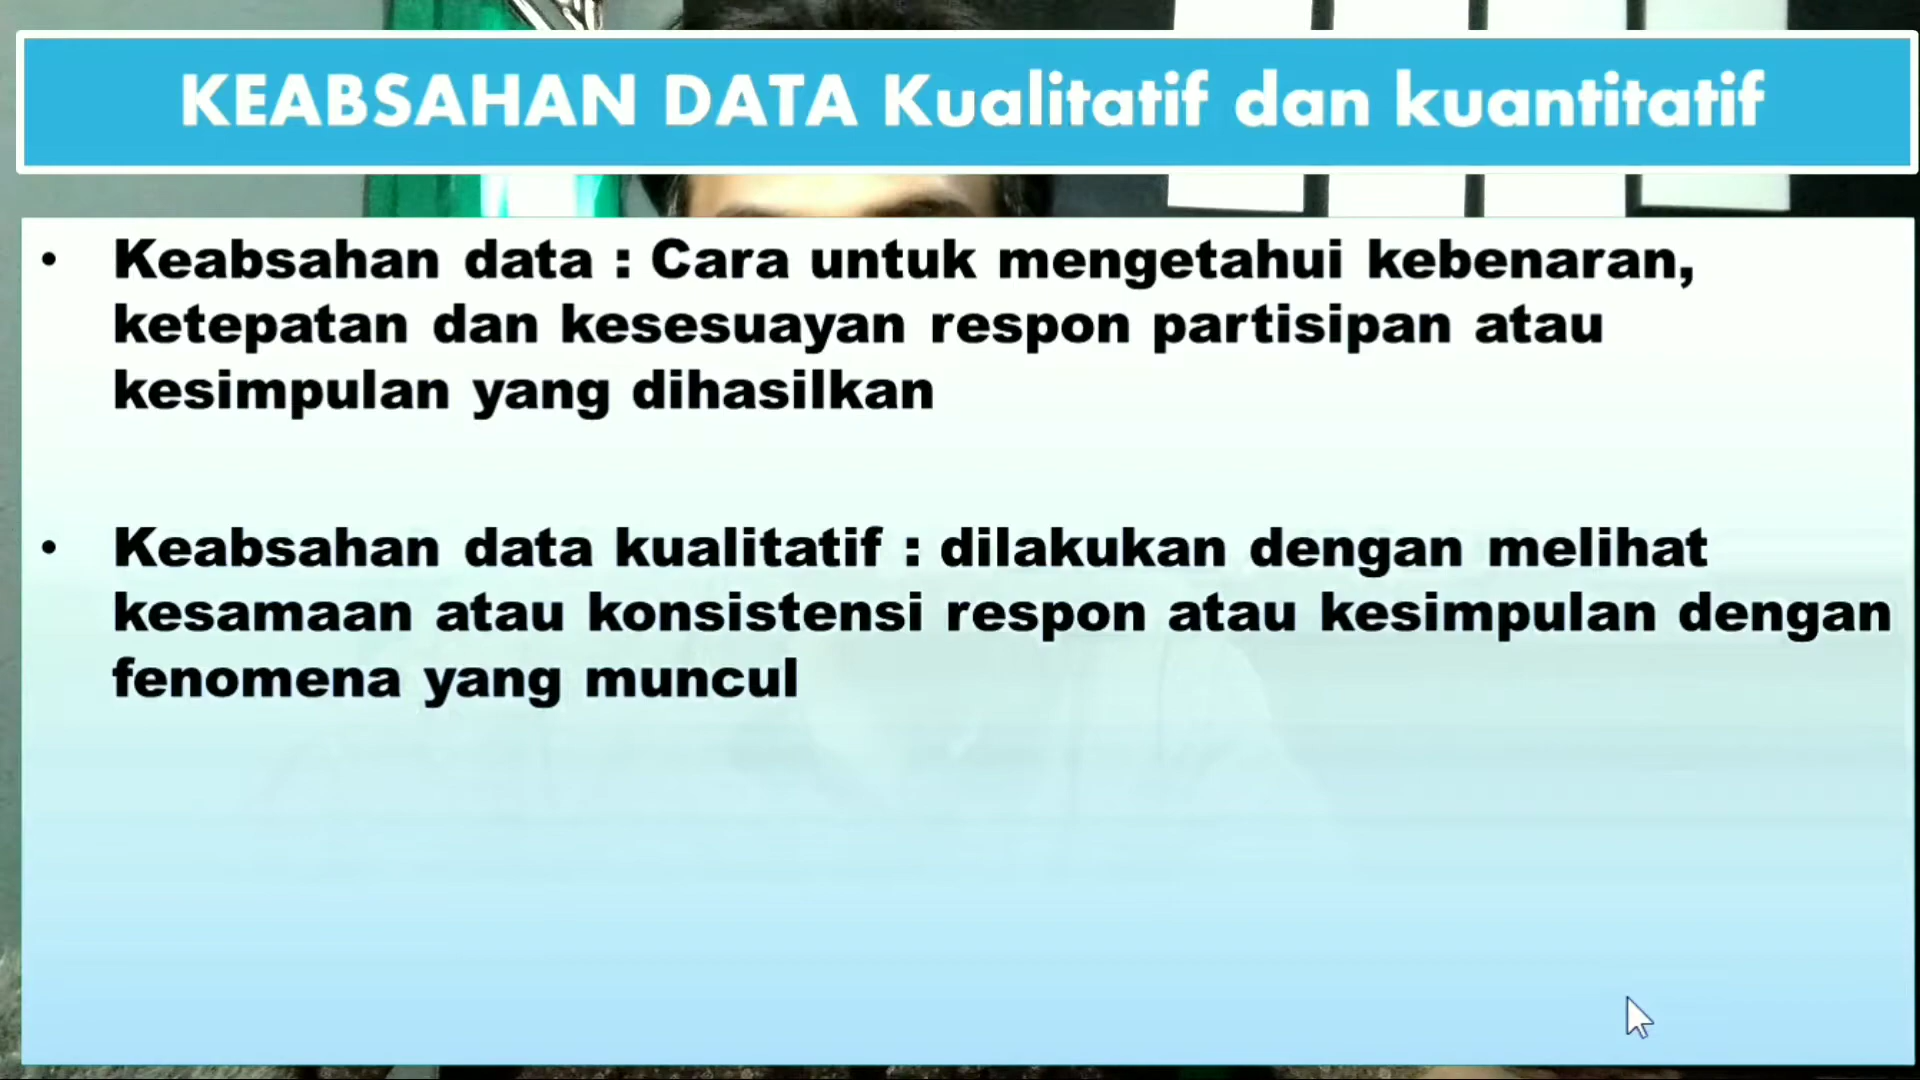 KEABSAHAN DATA Kualitatif dan kuantitatif
• Keabsahan data : Cara untuk mengetahui kebenaran,
ketepatan dan kesesuayan respon partisipan atau
kesimpulan yang dihasilkan
• Keabsahan data kualitatif : dilakukan dengan melihat
kesamaan atau konsistensi respon atau kesimpulan dengan
fenomena yang muncul